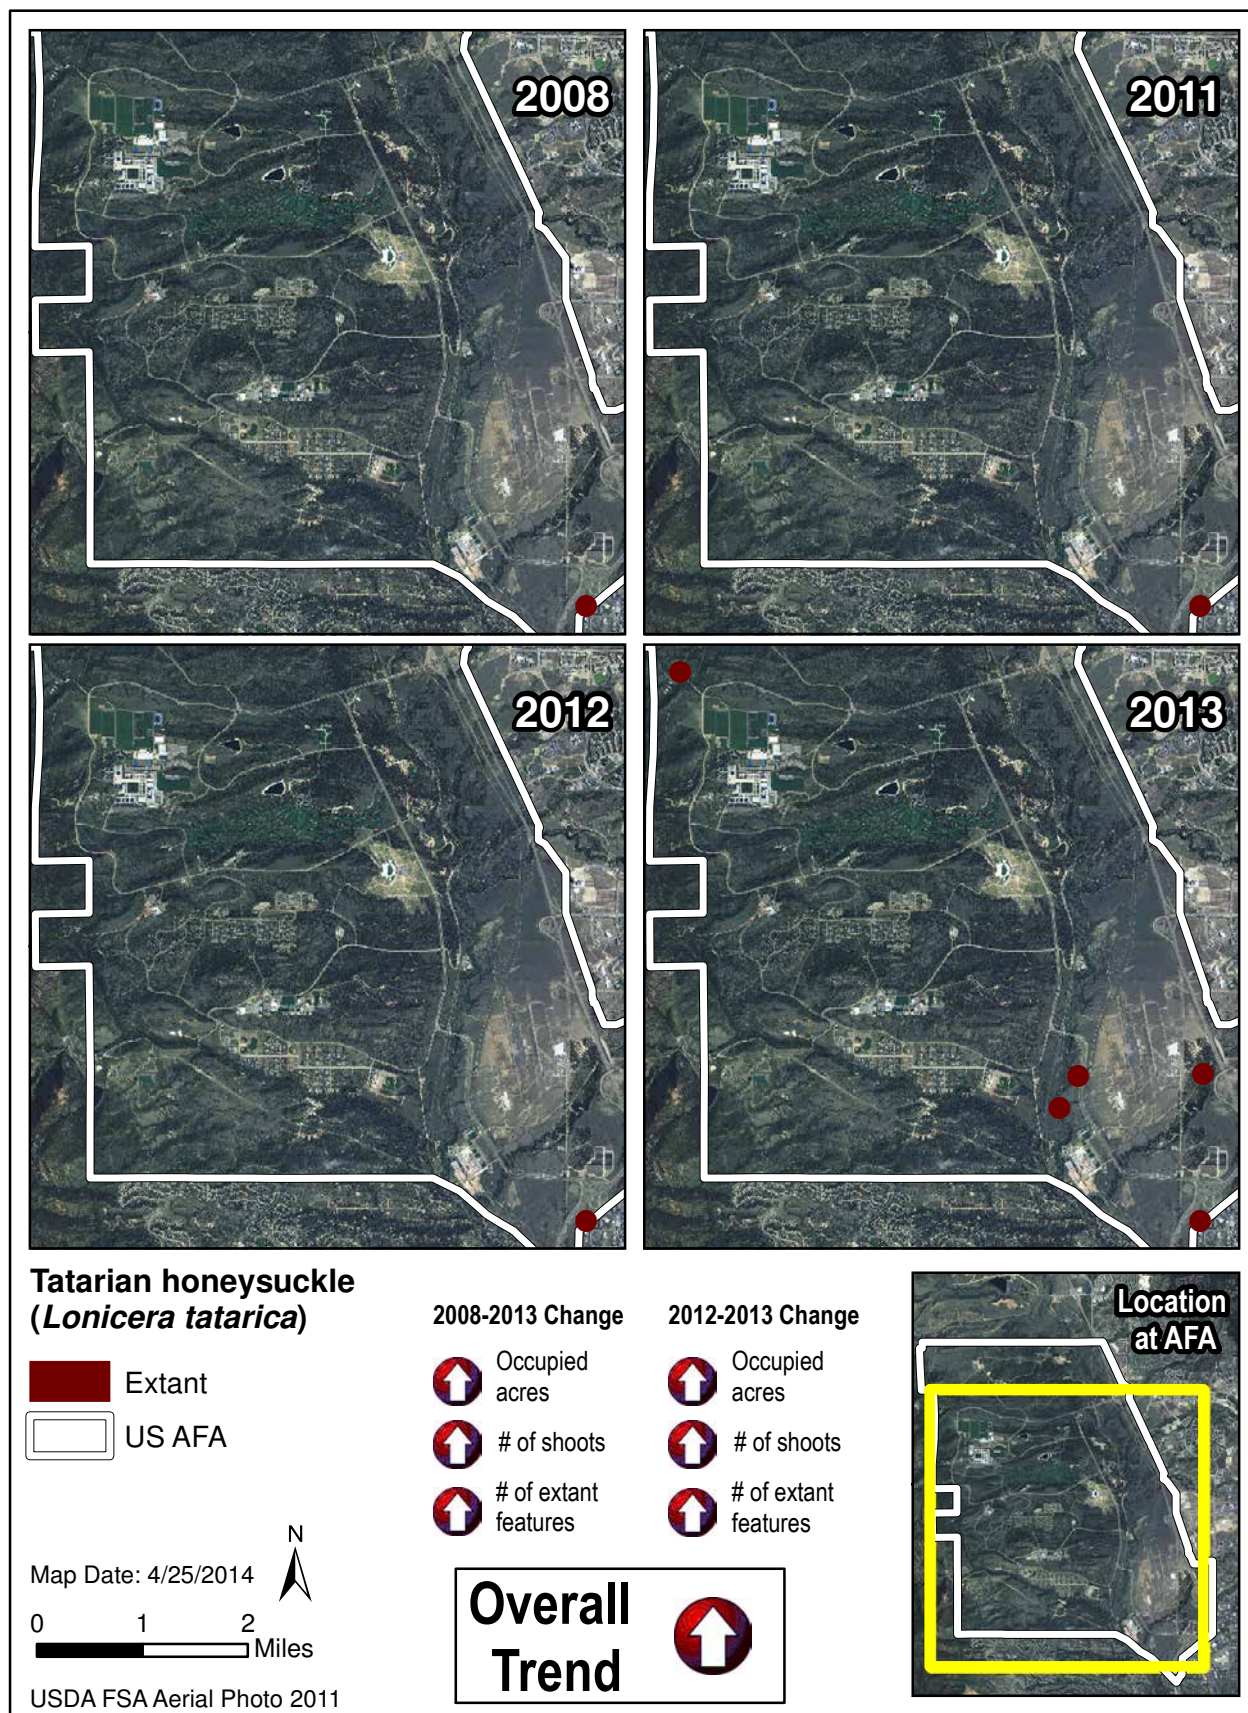 2008
2011
2012
2013
Tatarian honeysuckle
(Lonicera tatarica)
Extant
US AFA
N
Map Date: 4/25/2014
0 1 2
Miles
USDA FSA Aerial Photo 2011
2008-2013 Change
Occupied
acres
# of shoots
# of extant
features
2012-2013 Change
Occupied
acres
# of shoots
# of extant
features
Overall
Trend
Location
at AFA